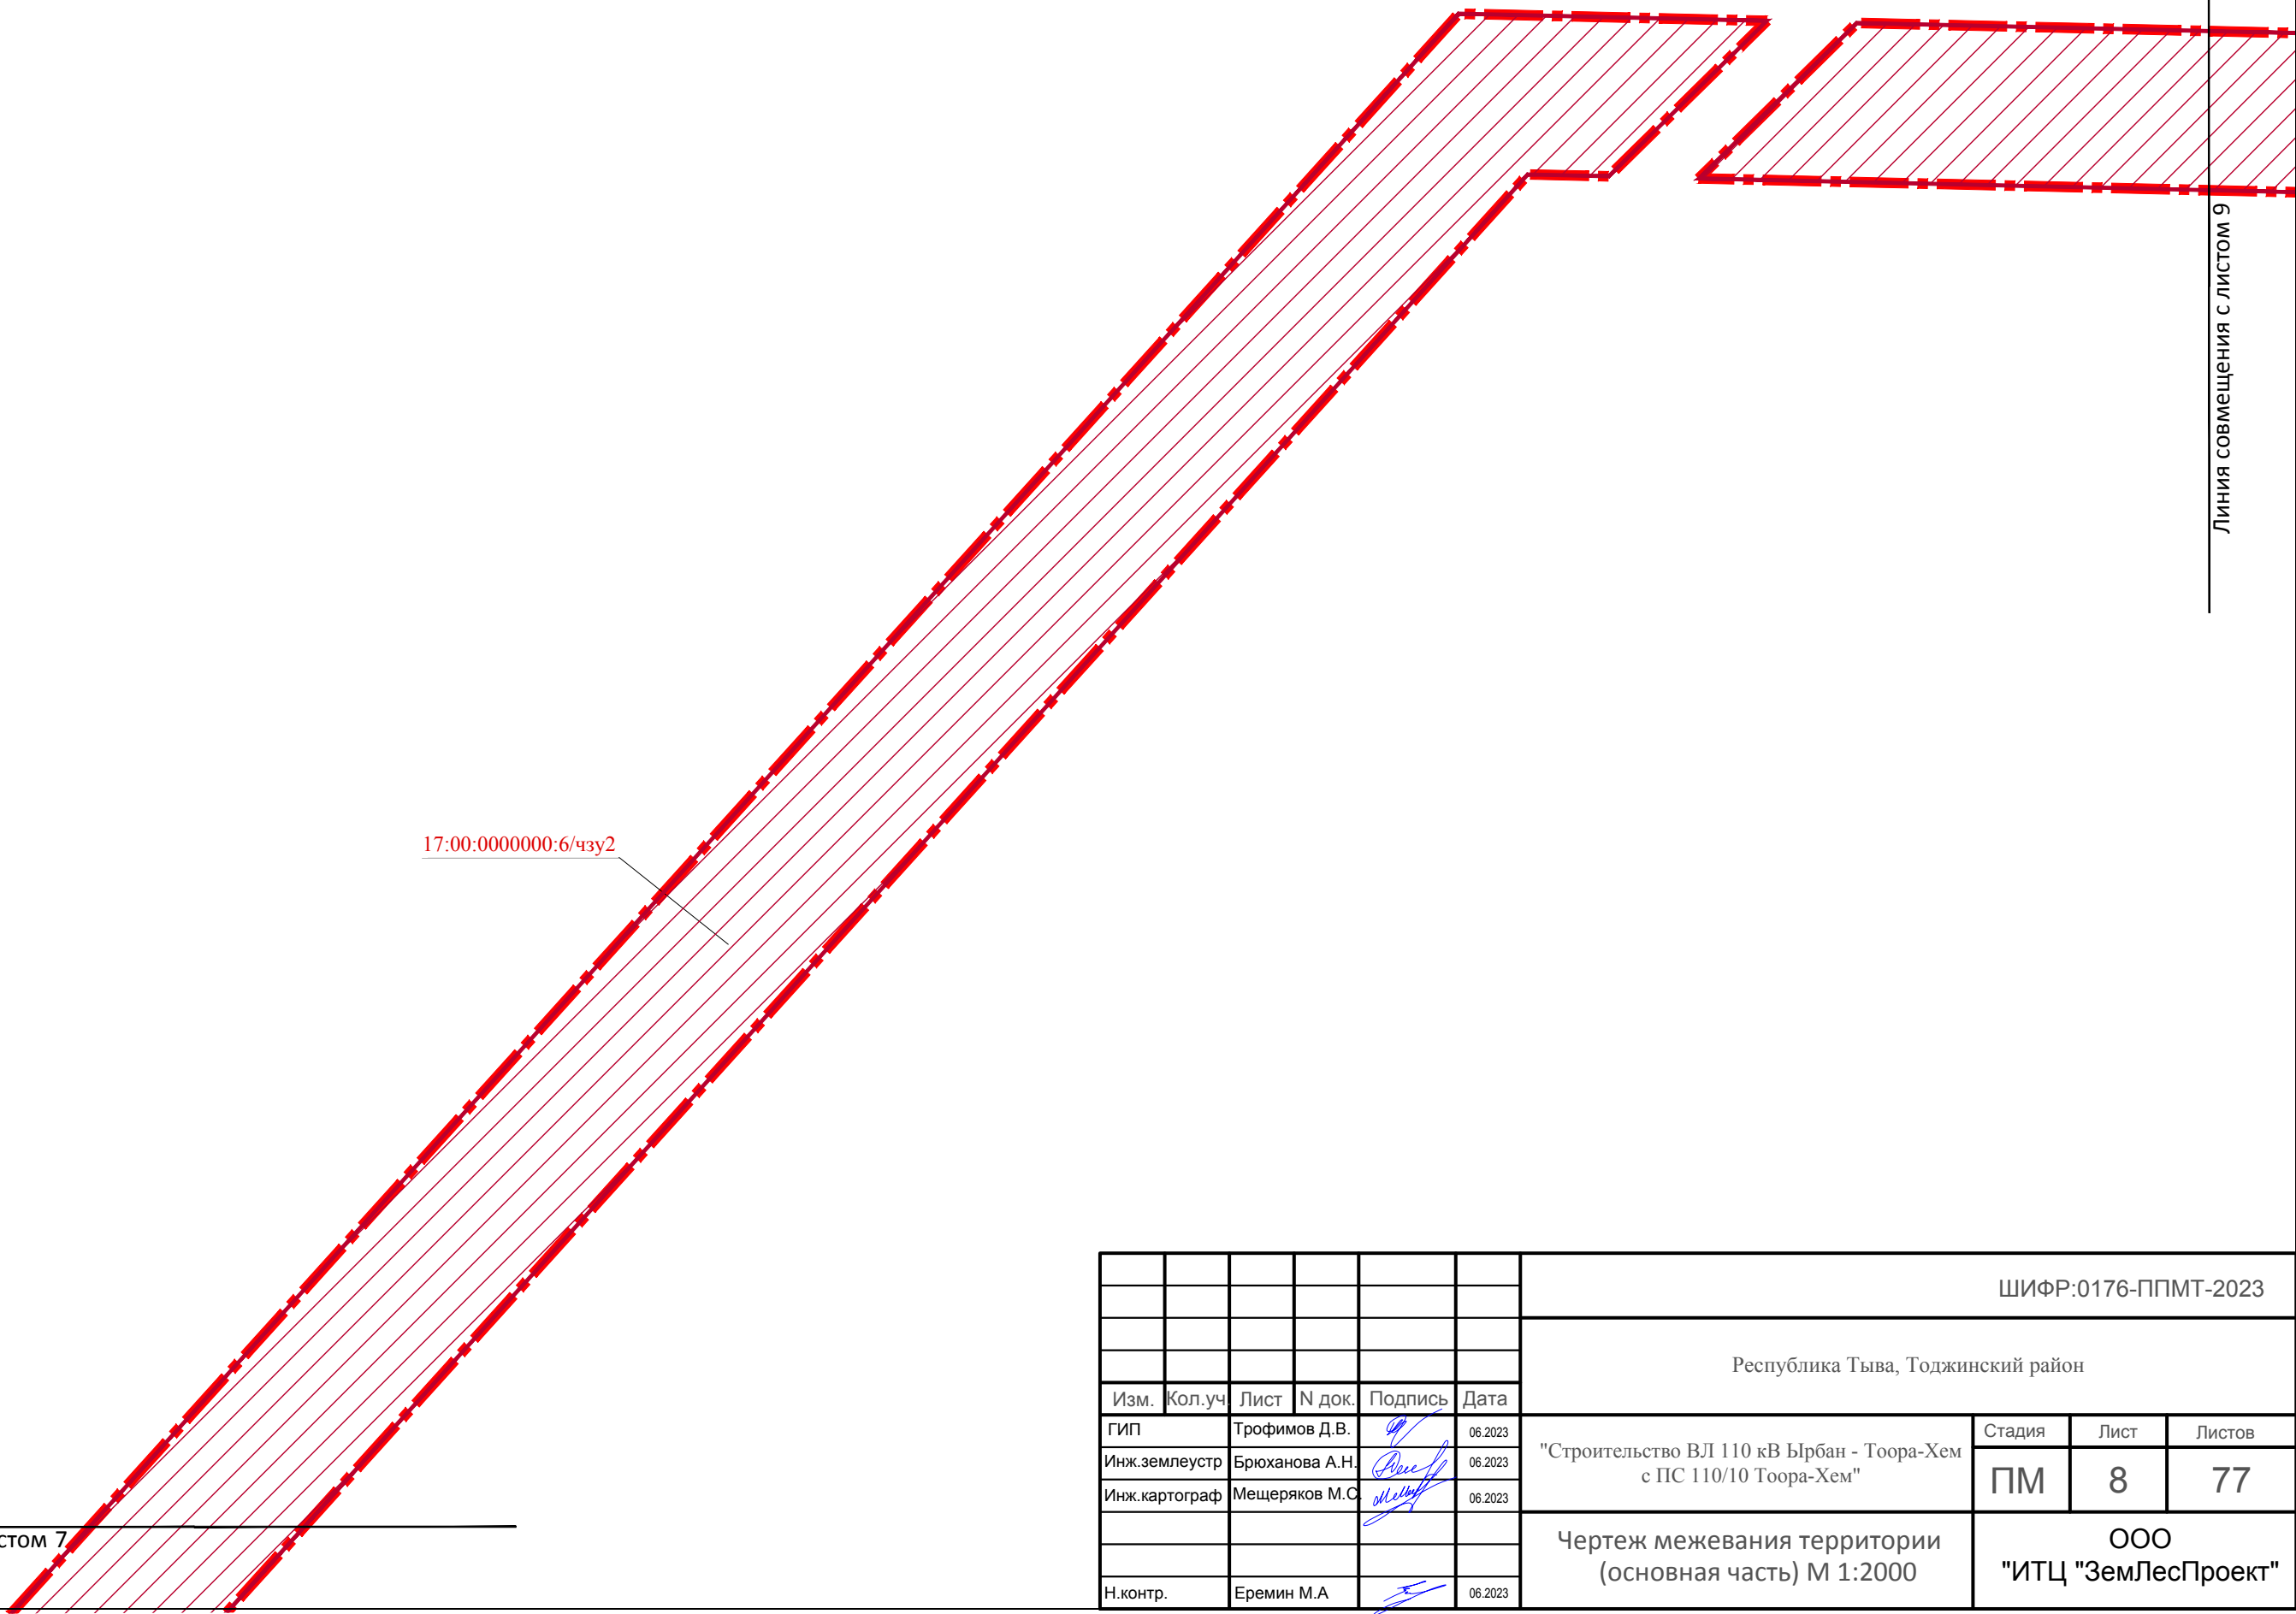 Линия совмещения с листом 9
17:00:0000000:6/чзу2
стом 7
ШИФР:0176-ППМТ-2023
Республика Тыва, Тоджинский район
Изм. Кол.уч. Лист N док. Подпись Дата
ГИП Трофимов Д.В. 06.2023
Инж.землеустр Брюханова А.Н. 06.2023
Инж.картограф Мещеряков М.С. 06.2023
Н.контр. Еремин М.А 06.2023
"Строительство ВЛ 110 кВ Ырбан - Тоора-Хем
с ПС 110/10 Тоора-Хем"
Стадия Лист Листов
ПМ 8 77
Чертеж межевания территории
(основная часть) М 1:2000
ООО
"ИТЦ "ЗемЛесПроект"